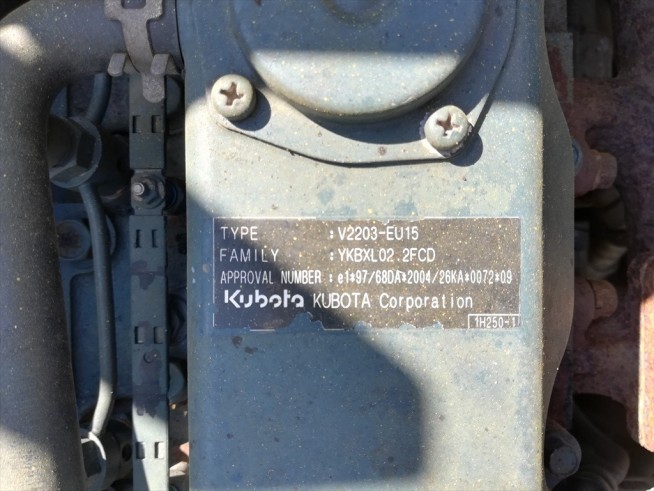 TYPE : V2203-EU15
FAMILY : YKBXL02.2FCD
APPROVAL NUMBER : e1*97/68DA*2004/26KA*0072*09
Kubota KUBOTA Corporation
1H250-1